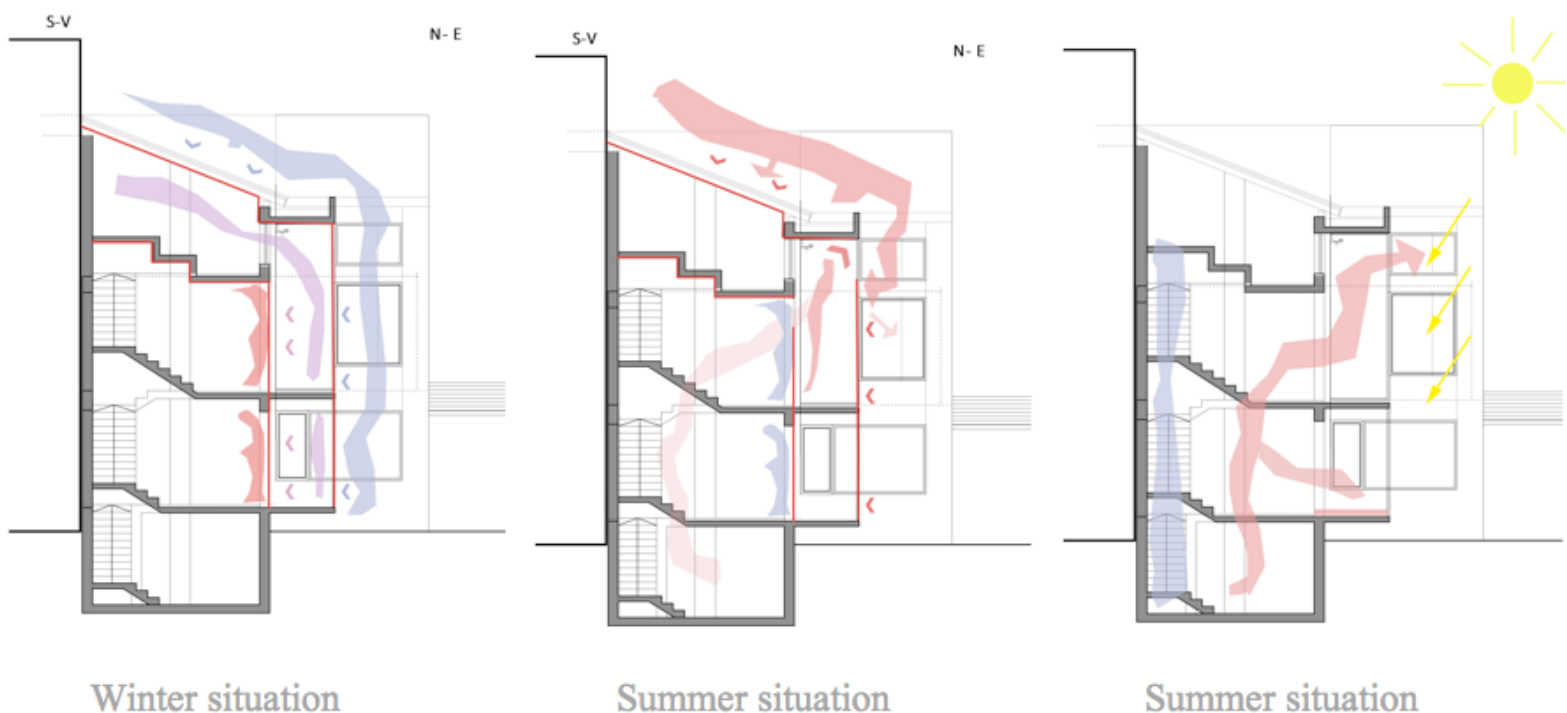 S-V
N- E
S-V
N- E
Winter situation
Summer situation
Summer situation